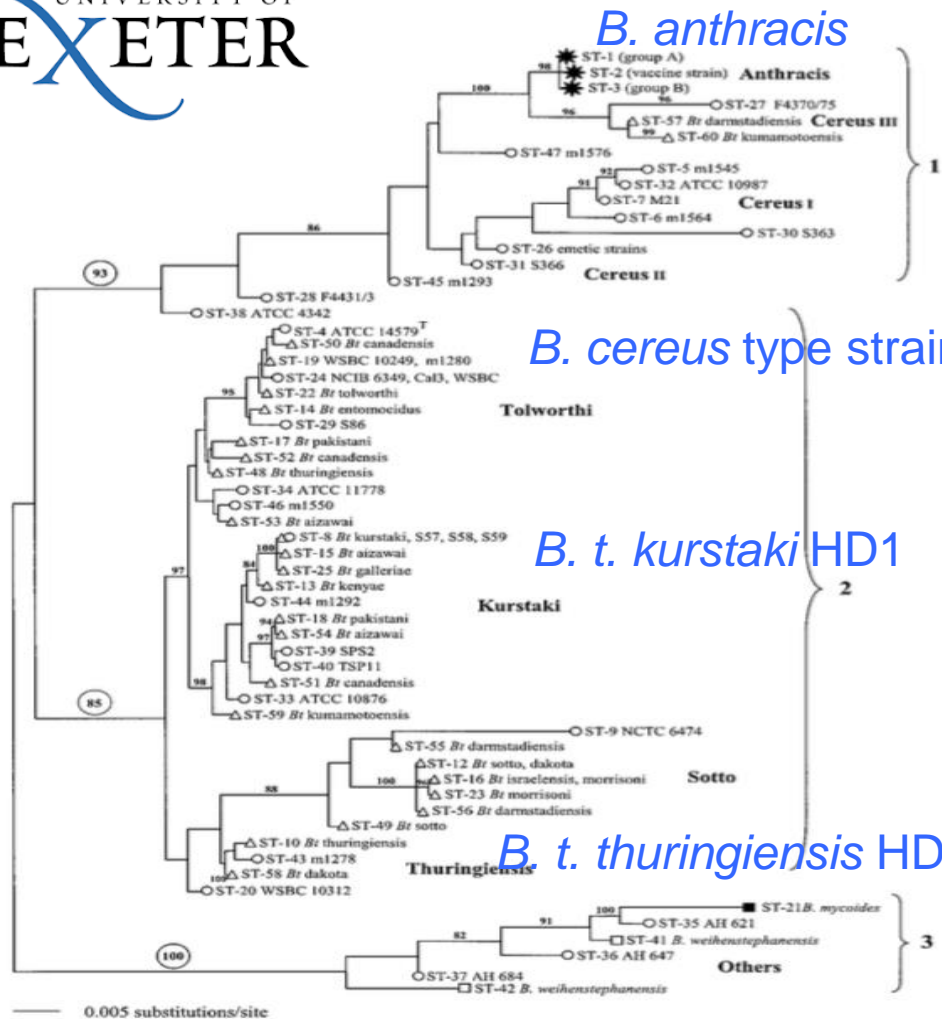 UNIVERSITY OF
EXETER
B. anthracis
ST-1 (group A)
98
ST-2 (vaccine strain) Anthracis
ST-3 (group B)
100
96
ST-27 F4370/75
96
ST-57 Bt darmstadiensis Cereus III
99
ST-60 Bt kumamotoensis
ST-47 m1576
1
ST-5 m1545
92
ST-32 ATCC 10987
91
ST-7 M21 Cereus I
ST-6 m1564
86
ST-30 S363
ST-26 emetic strains
ST-31 S366
Cereus II
93
ST-45 m1293
ST-28 F4431/3
ST-38 ATCC 4342
ST-4 ATCC 14579T
ST-50 Bt canadensis
B. cereus type strain
ST-19 WSBC 10249, m1280
ST-24 NCIB 6349, Cal3, WSBC
95
ST-22 Bt tolworthi
ST-14 Bt entomocidus
Tolworthi
ST-29 S86
ST-17 Bt pakistani
ST-52 Bt canadensis
ST-48 Bt thuringiensis
ST-34 ATCC 11778
ST-46 m1550
ST-53 Bt aizawai
ST-8 Bt kurstaki, S57, S58, S59
B. t. kurstaki HD1
100
ST-15 Bt aizawai
84
ST-25 Bt galleriae
97
ST-13 Bt kenyae
2
ST-44 m1292
Kurstaki
94
ST-18 Bt pakistani
97
ST-54 Bt aizawai
ST-39 SPS2
ST-40 TSP11
98
ST-51 Bt canadensis
85
ST-33 ATCC 10876
ST-59 Bt kumamotoensis
ST-9 NCTC 6474
ST-55 Bt darmstadiensis
ST-12 Bt sotto, dakota
100
ST-16 Bt israelensis, morrisoni
Sotto
88
ST-23 Bt morrisoni
ST-56 Bt darmstadiensis
ST-49 Bt sotto
ST-10 Bt thuringiensis
ST-43 m1278
Thuringiensis
B. t. thuringiensis HD
100
ST-58 Bt dakota
ST-20 WSBC 10312
100
ST-21B. mycoides
91
ST-35 AH 621
82
ST-41 B. weihenstephanensis
3
100
ST-36 AH 647
Others
ST-37 AH 684
ST-42 B. weihenstephanensis
0.005 substitutions/site